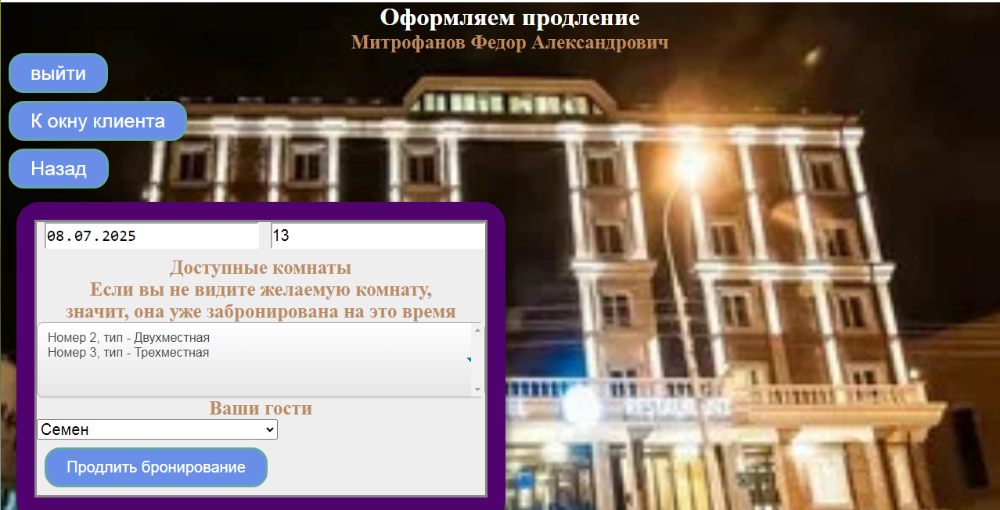 Оформляем продление
Митрофанов Федор Александрович
выйти
К окну клиента
Назад
08.07.2025
13
Доступные комнаты
Если вы не видите желаемую комнату,
значит, она уже забронирована на это время
Номер 2, тип - Двухместная
Номер 3, тип - Трехместная
Ваши гости
Семен
Продлить бронирование